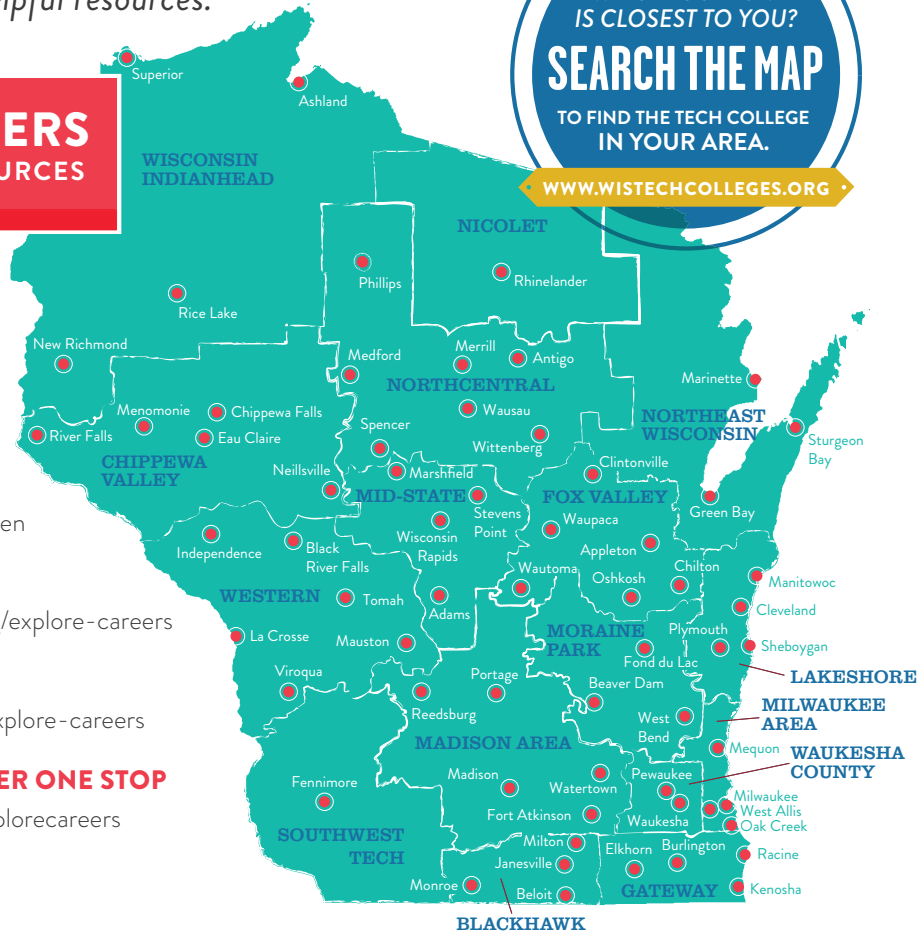 pful resources.
IS CLOSEST TO YOU?
SEARCH THE MAP
TO FIND THE TECH COLLEGE
IN YOUR AREA.
WWW.WISTECHCOLLEGES.ORG
ERS
URCES
Superior
Ashland
WISCONSIN
INDIANHEAD
NICOLET
Phillips
Rhinelander
Rice Lake
New Richmond
Medford
Merrill
Antigo
NORTHCENTRAL
Marinette
Menomonie
Chippewa Falls
Wausau
NORTHEAST
WISCONSIN
River Falls
Eau Claire
Spencer
Wittenberg
Sturgeon
Bay
CHIPPEWA
VALLEY
Neillsville
Marshfield
Clintonville
MID-STATE
FOX VALLEY
Stevens
Point
Green Bay
en
Independence
Black
River Falls
Wisconsin
Rapids
Waupaca
Appleton
Wautoma
Oshkosh
Chilton
Manitowoc
WESTERN
Tomah
Adams
Cleveland
/explore-careers
La Crosse
Mauston
MORAINE
PARK
Plymouth
Sheboygan
Fond du Lac
LAKESHORE
Viroqua
Portage
Beaver Dam
MILWAUKEE
AREA
xplore-careers
Reedsburg
West
Bend
MADISON AREA
Mequon
WAUKESHA
COUNTY
ER ONE STOP
Fennimore
Madison
Watertown
Pewaukee
plorecareers
Fort Atkinson
Waukesha
Milwaukee
West Allis
Oak Creek
SOUTHWEST
TECH
Milton
Elkhorn
Burlington
Janesville
Racine
Monroe
Beloit
GATEWAY
Kenosha
BLACKHAWK